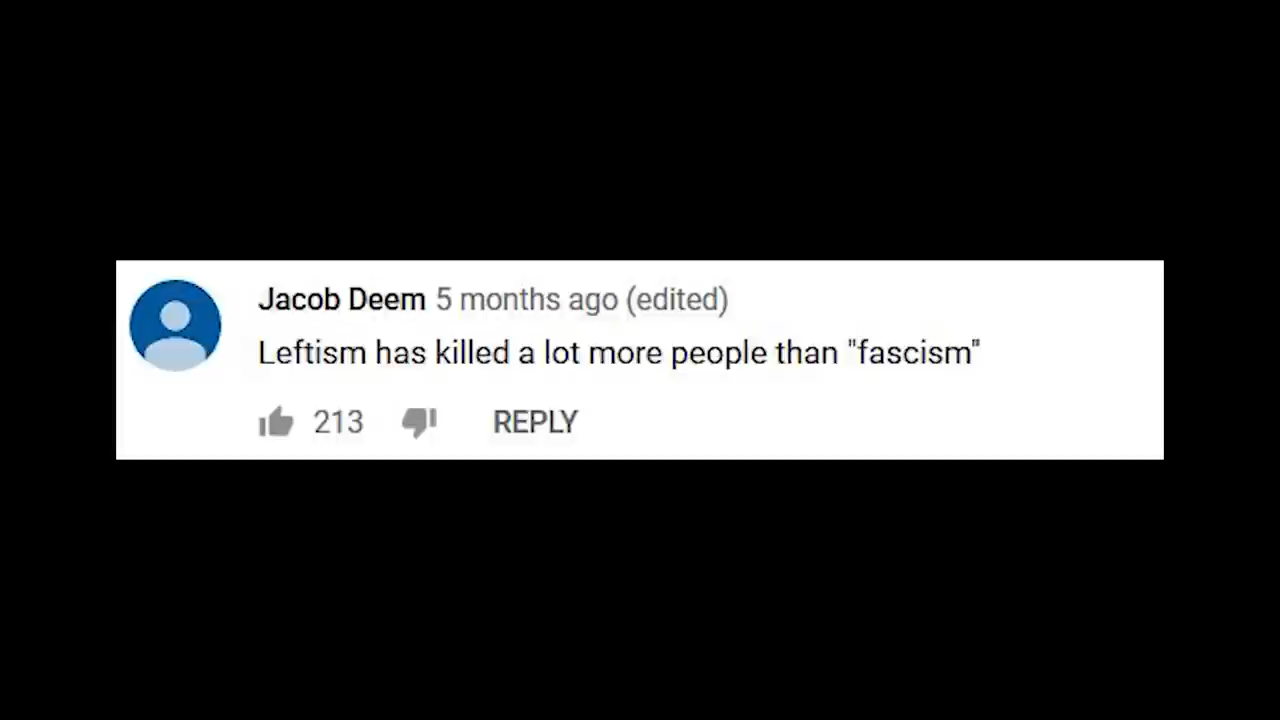 Jacob Deem 5 months ago (edited)
Leftism has killed a lot more people than "fascism"
213 REPLY